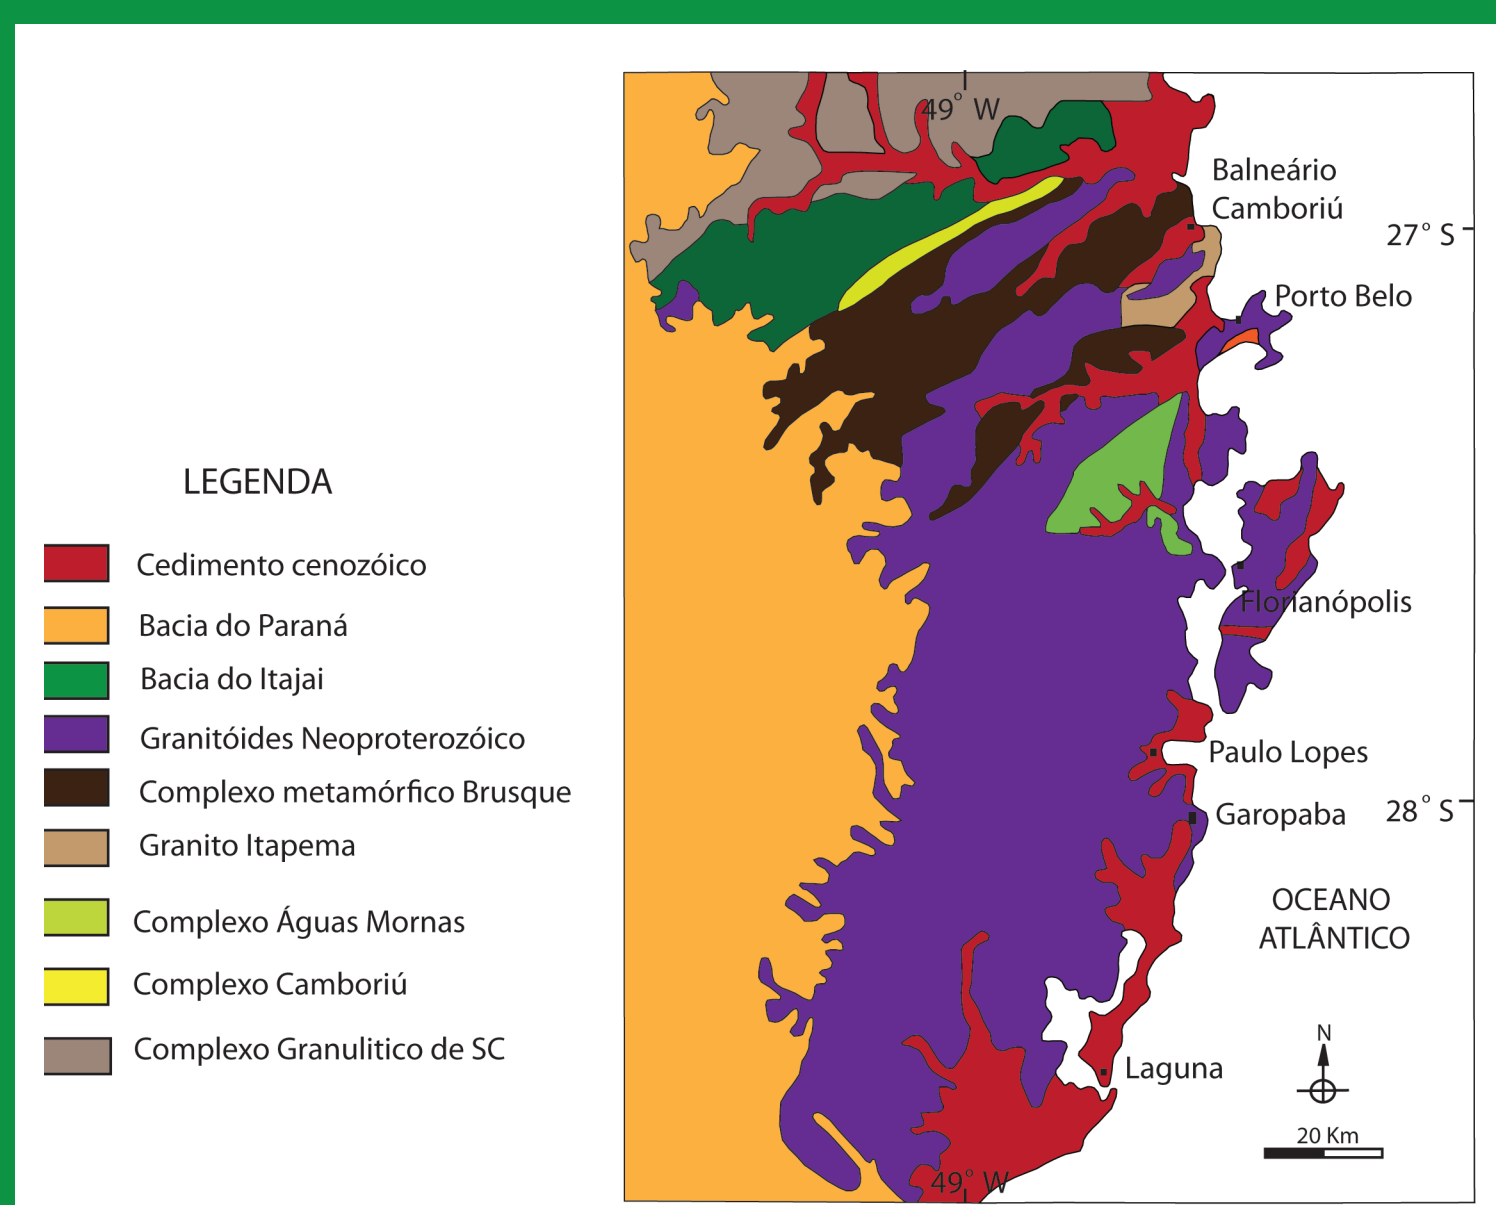 49° W
Balneário
Camboriú
27° S
Porto Belo
LEGENDA
Cedimento cenozóico
Bacia do Paraná
Bacia do Itajai
Granitóides Neoproterozóico
Complexo metamórfico Brusque
Granito Itapema
Complexo Águas Mornas
Complexo Camboriú
Complexo Granulitico de SC
Florianópolis
Paulo Lopes
Garopaba
28° S
OCEANO
ATLÂNTICO
Laguna
N
20 Km
49° W